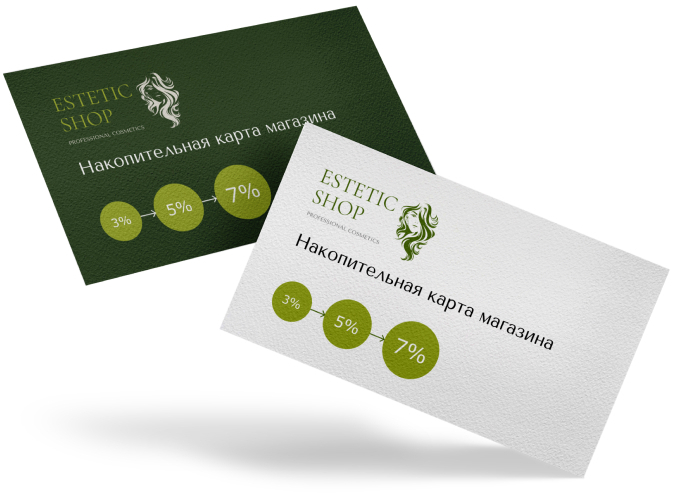 ESTETIC
SHOP
PROFESSIONAL COSMETICS
Накопительная карта магазина
3%
5%
7%
ESTETIC
SHOP
PROFESSIONAL COSMETICS
Накопительная карта магазина
3%
5%
7%